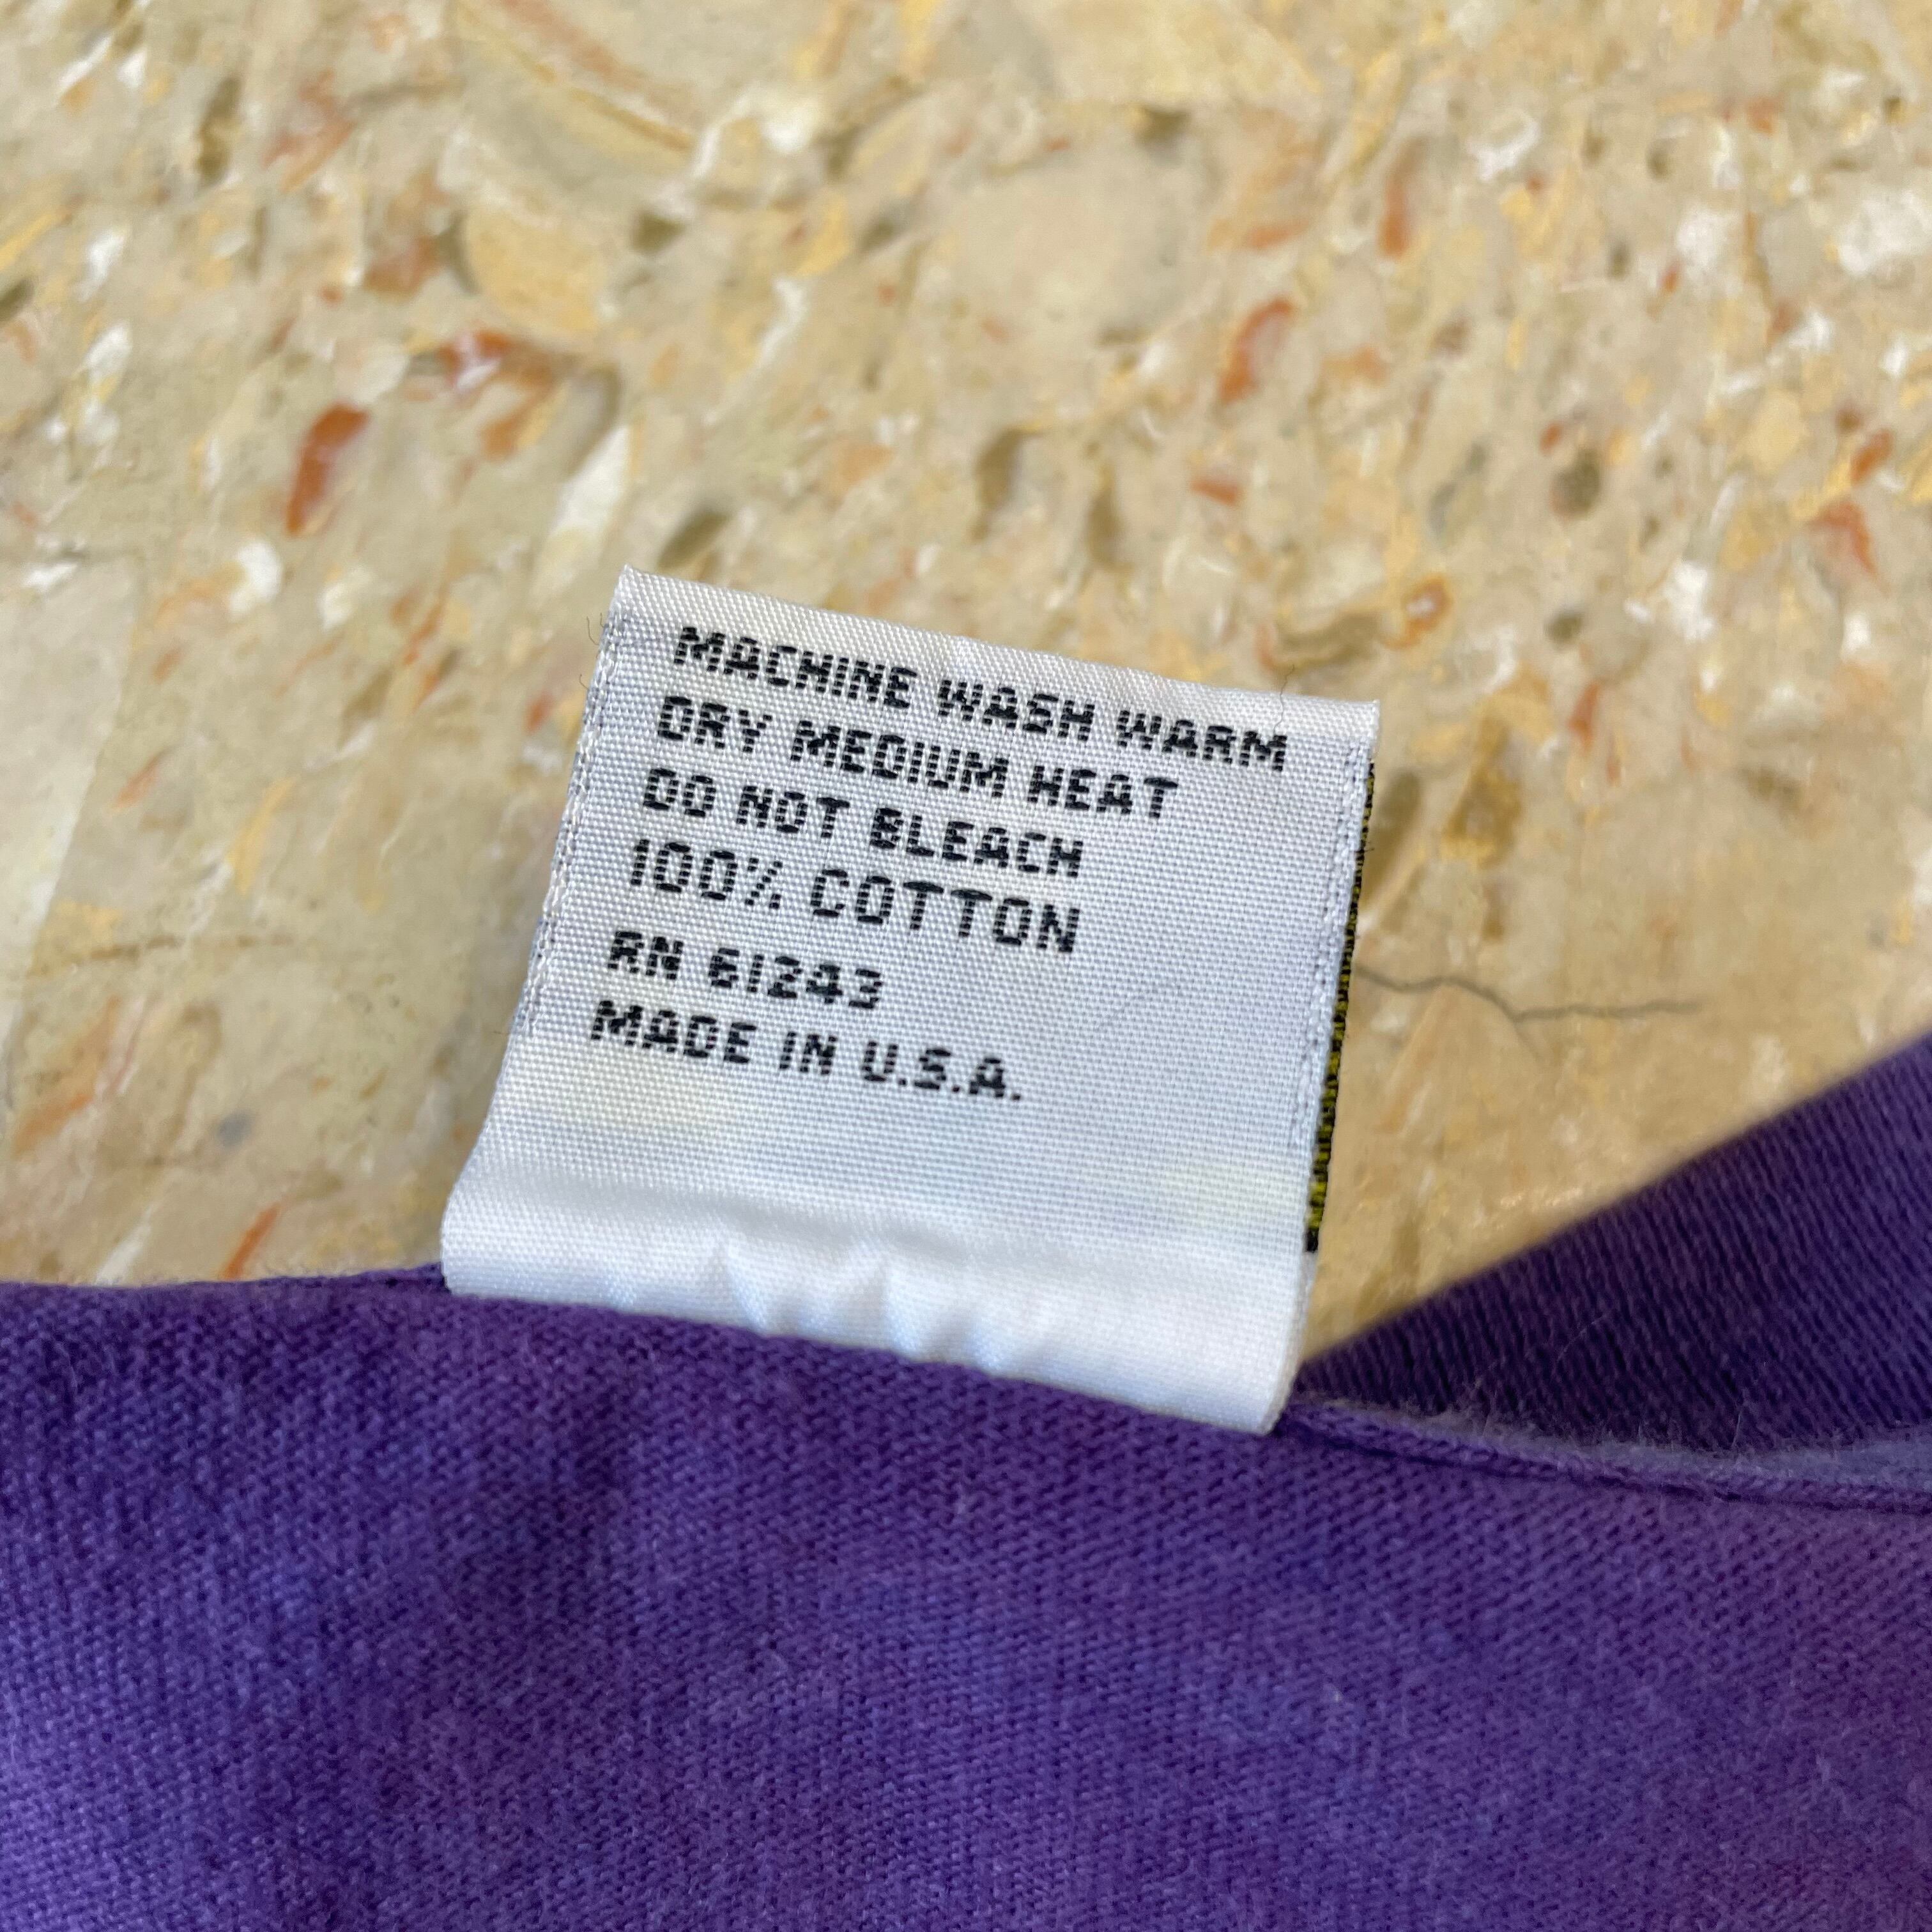 MACHINE WASH WARM
DRY MEDIUM HEAT
DO NOT BLEACH
100% COTTON
RN 61243
MADE IN U.S.A.